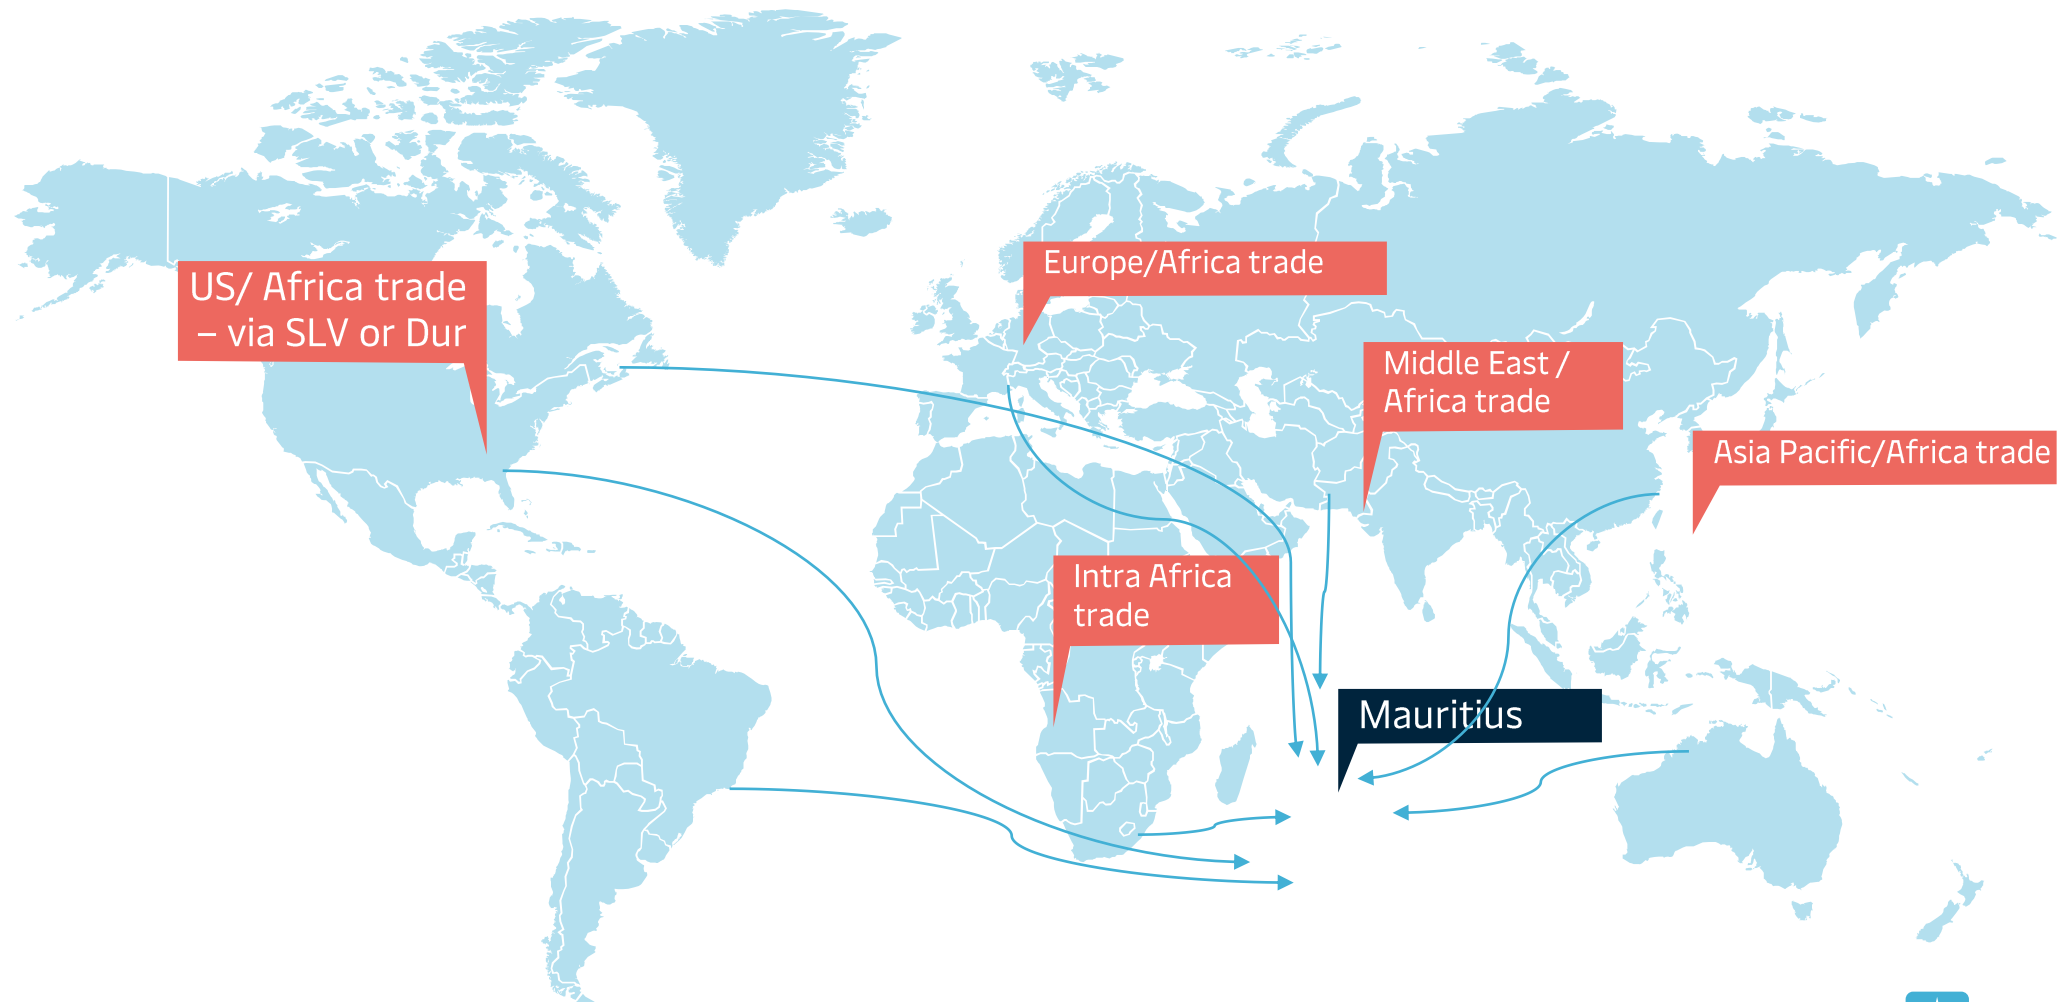 Europe/Africa trade
US/ Africa trade
– via SLV or Dur
Middle East /
Africa trade
Asia Pacific/Africa trade
Intra Africa
trade
Mauritius